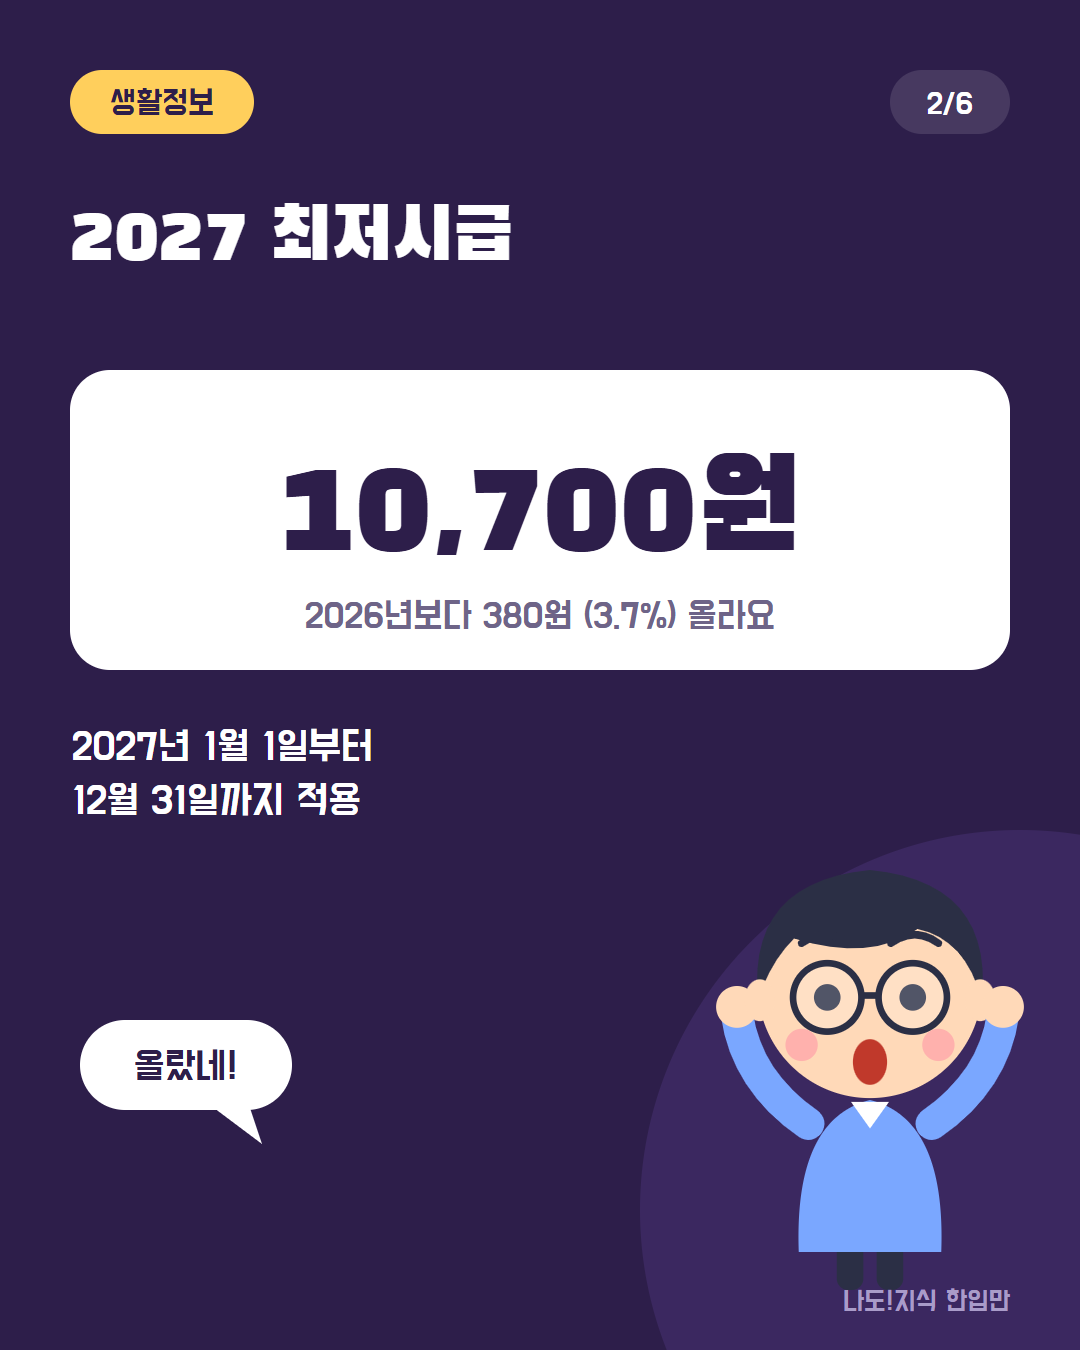 생활정보
2/6
2027 최저시급
10,700원
2026년보다 380원 (3.7%) 올라요
2027년 1월 1일부터
12월 31일까지 적용
올랐네!
나도!지식 한입만